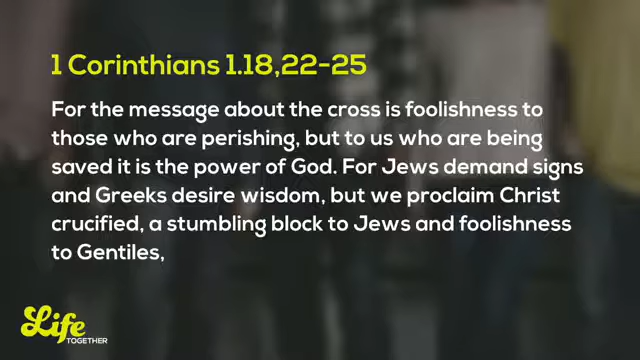 1 Corinthians 1.18,22-25
For the message about the cross is foolishness to
those who are perishing, but to us who are being
saved it is the power of God. For Jews demand signs
and Greeks desire wisdom, but we proclaim Christ
crucified, a stumbling block to Jews and foolishness
to Gentiles,
Life
TOGETHER